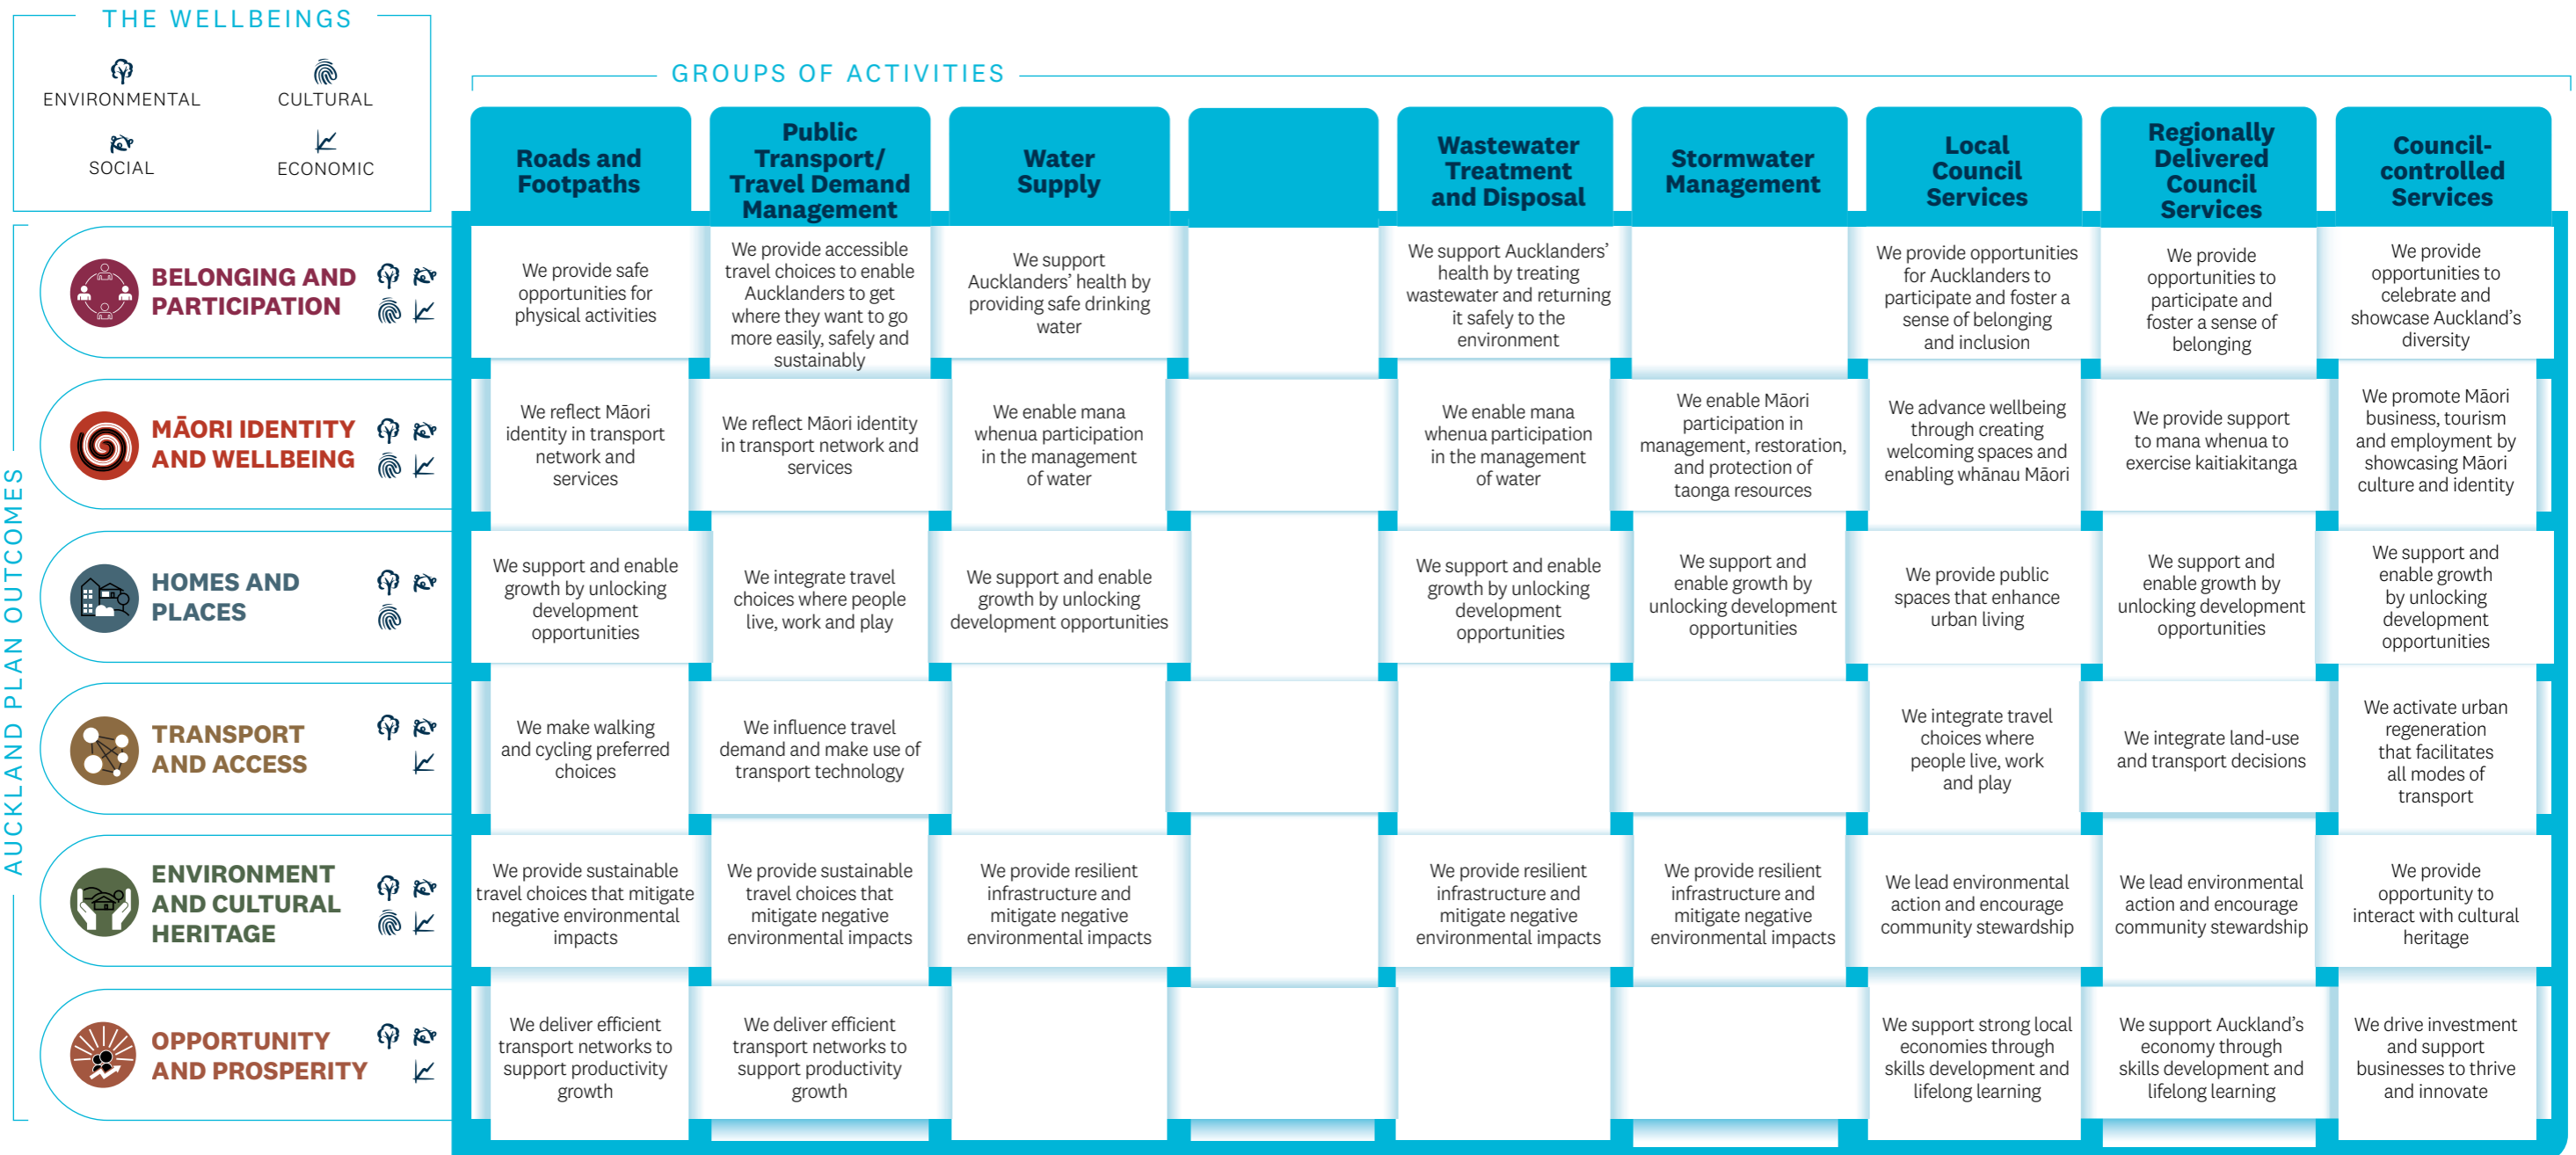 THE WELLBEINGS
ENVIRONMENTAL
CULTURAL
SOCIAL
ECONOMIC
GROUPS OF ACTIVITIES
Roads and
Footpaths
Public
Transport/
Travel Demand
Management
Water
Supply
Wastewater
Treatment
and Disposal
Stormwater
Management
Local
Council
Services
Regionally
Delivered
Council
Services
Council-
controlled
Services
AUCKLAND PLAN OUTCOMES
BELONGING AND
PARTICIPATION
We provide safe
opportunities for
physical activities
We provide accessible
travel choices to enable
Aucklanders to get
where they want to go
more easily, safely and
sustainably
We support
Aucklanders’ health by
providing safe drinking
water
We support Aucklanders’
health by treating
wastewater and returning
it safely to the
environment
We provide opportunities
for Aucklanders to
participate and foster a
sense of belonging
and inclusion
We provide
opportunities to
participate and
foster a sense of
belonging
We provide
opportunities to
celebrate and
showcase Auckland’s
diversity
MĀORI IDENTITY
AND WELLBEING
We reflect Māori
identity in transport
network and
services
We reflect Māori identity
in transport network and
services
We enable mana
whenua participation
in the management
of water
We enable mana
whenua participation
in the management
of water
We enable Māori
participation in
management, restoration,
and protection of
taonga resources
We advance wellbeing
through creating
welcoming spaces and
enabling whānau Māori
We provide support
to mana whenua to
exercise kaitiakitanga
We promote Māori
business, tourism
and employment by
showcasing Māori
culture and identity
HOMES AND
PLACES
We support and enable
growth by unlocking
development
opportunities
We integrate travel
choices where people
live, work and play
We support and enable
growth by unlocking
development opportunities
We support and enable
growth by unlocking
development
opportunities
We support and
enable growth by
unlocking development
opportunities
We provide public
spaces that enhance
urban living
We support and
enable growth by
unlocking development
opportunities
We support and
enable growth
by unlocking
development
opportunities
TRANSPORT
AND ACCESS
We make walking
and cycling preferred
choices
We influence travel
demand and make use of
transport technology
We integrate travel
choices where
people live, work
and play
We integrate land-use
and transport decisions
We activate urban
regeneration
that facilitates
all modes of
transport
ENVIRONMENT
AND CULTURAL
HERITAGE
We provide sustainable
travel choices that mitigate
negative environmental
impacts
We provide sustainable
travel choices that
mitigate negative
environmental impacts
We provide resilient
infrastructure and
mitigate negative
environmental impacts
We provide resilient
infrastructure and
mitigate negative
environmental impacts
We provide resilient
infrastructure and
mitigate negative
environmental impacts
We lead environmental
action and encourage
community stewardship
We lead environmental
action and encourage
community stewardship
We provide
opportunity to
interact with cultural
heritage
OPPORTUNITY
AND PROSPERITY
We deliver efficient
transport networks to
support productivity
growth
We deliver efficient
transport networks to
support productivity
growth
We support strong local
economies through
skills development and
lifelong learning
We support Auckland’s
economy through
skills development and
lifelong learning
We drive investment
and support
businesses to thrive
and innovate